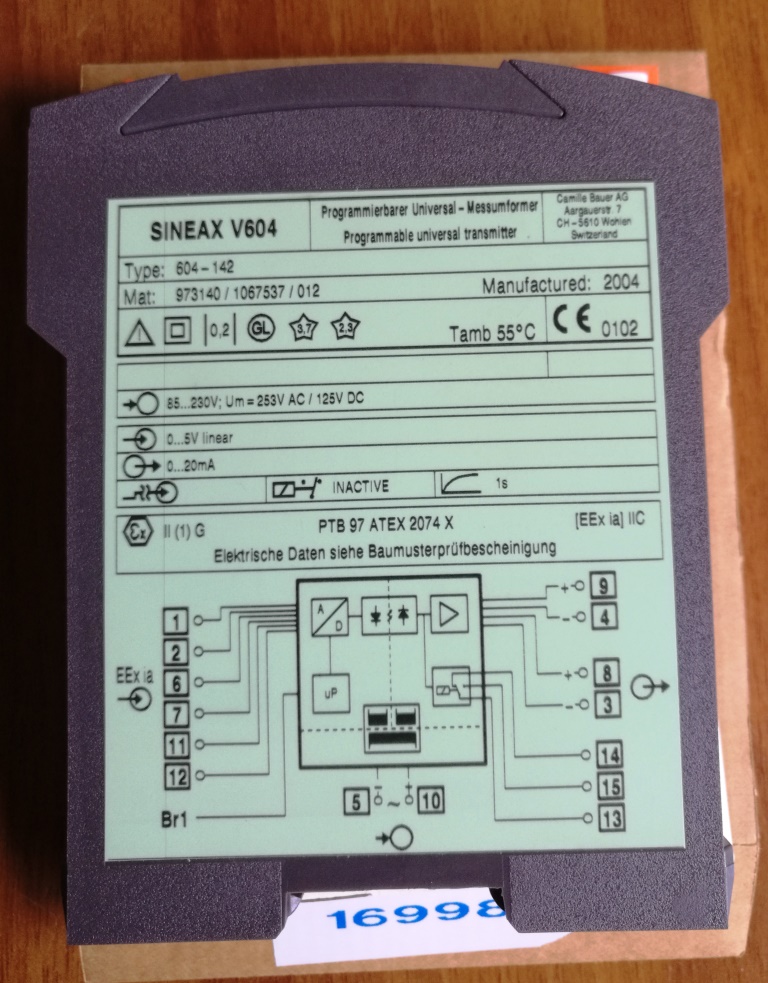 SINEAX V604
Programmierbarer Universal - Messumformer
Programmable universal transmitter
Camille Bauer AG
Aargauerstr. 7
CH - 5610 Wohlen
Switzerland
Type: 604 - 142
Mat: 973140 / 1067537 / 012
Manufactured: 2004
0,2
GL
3,7
2,3
Tamb 55°C
CE 0102
85...230V; Um = 253V AC / 125V DC
0...5V linear
0...20mA
INACTIVE
1s
Ex II (1) G
PTB 97 ATEX 2074 X
[EEx ia] IIC
Elektrische Daten siehe Baumusterprüfbescheinigung
A
D
uP
EEx ia
1
2
6
7
11
12
Br1
+ 9
- 4
+ 8
- 3
14
15
13
5 - ~ + 10
16998